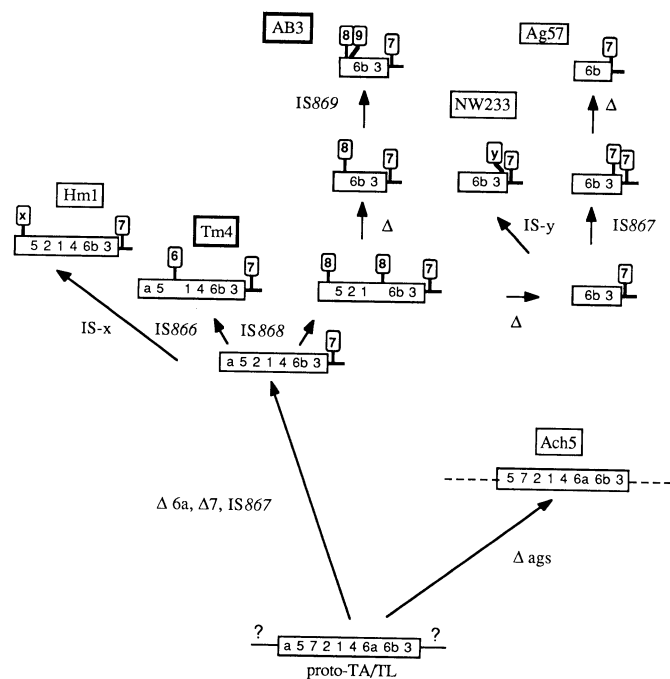 AB3
8 9 7
6b 3
Ag57
7
6b
IS869
NW233
Δ
8 7
6b 3
y 7
6b 3
7 7
6b 3
Hm1
x 7
5 2 1 4 6b 3
Tm4
6 7
a 5 1 4 6b 3
Δ
IS-y
IS867
8 8 7
5 2 1 6b 3
7
6b 3
Δ
IS-x
IS866
IS868
7
a 5 2 1 4 6b 3
Ach5
5 7 2 1 4 6a 6b 3
Δ 6a, Δ7, IS867
Δ ags
? ?
a 5 7 2 1 4 6a 6b 3
proto-TA/TL